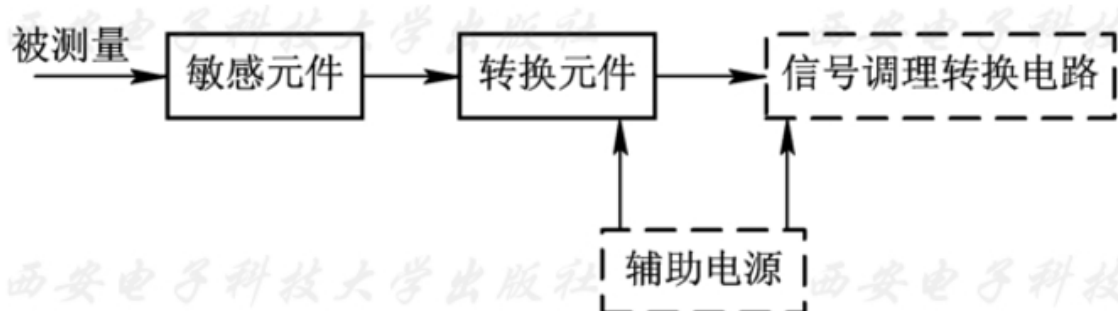 西安电子科技大学出版社
西安电子科技
被测量
敏感元件
转换元件
信号调理转换电路
辅助电源
西安电子科技大学出版社
西安电子科技